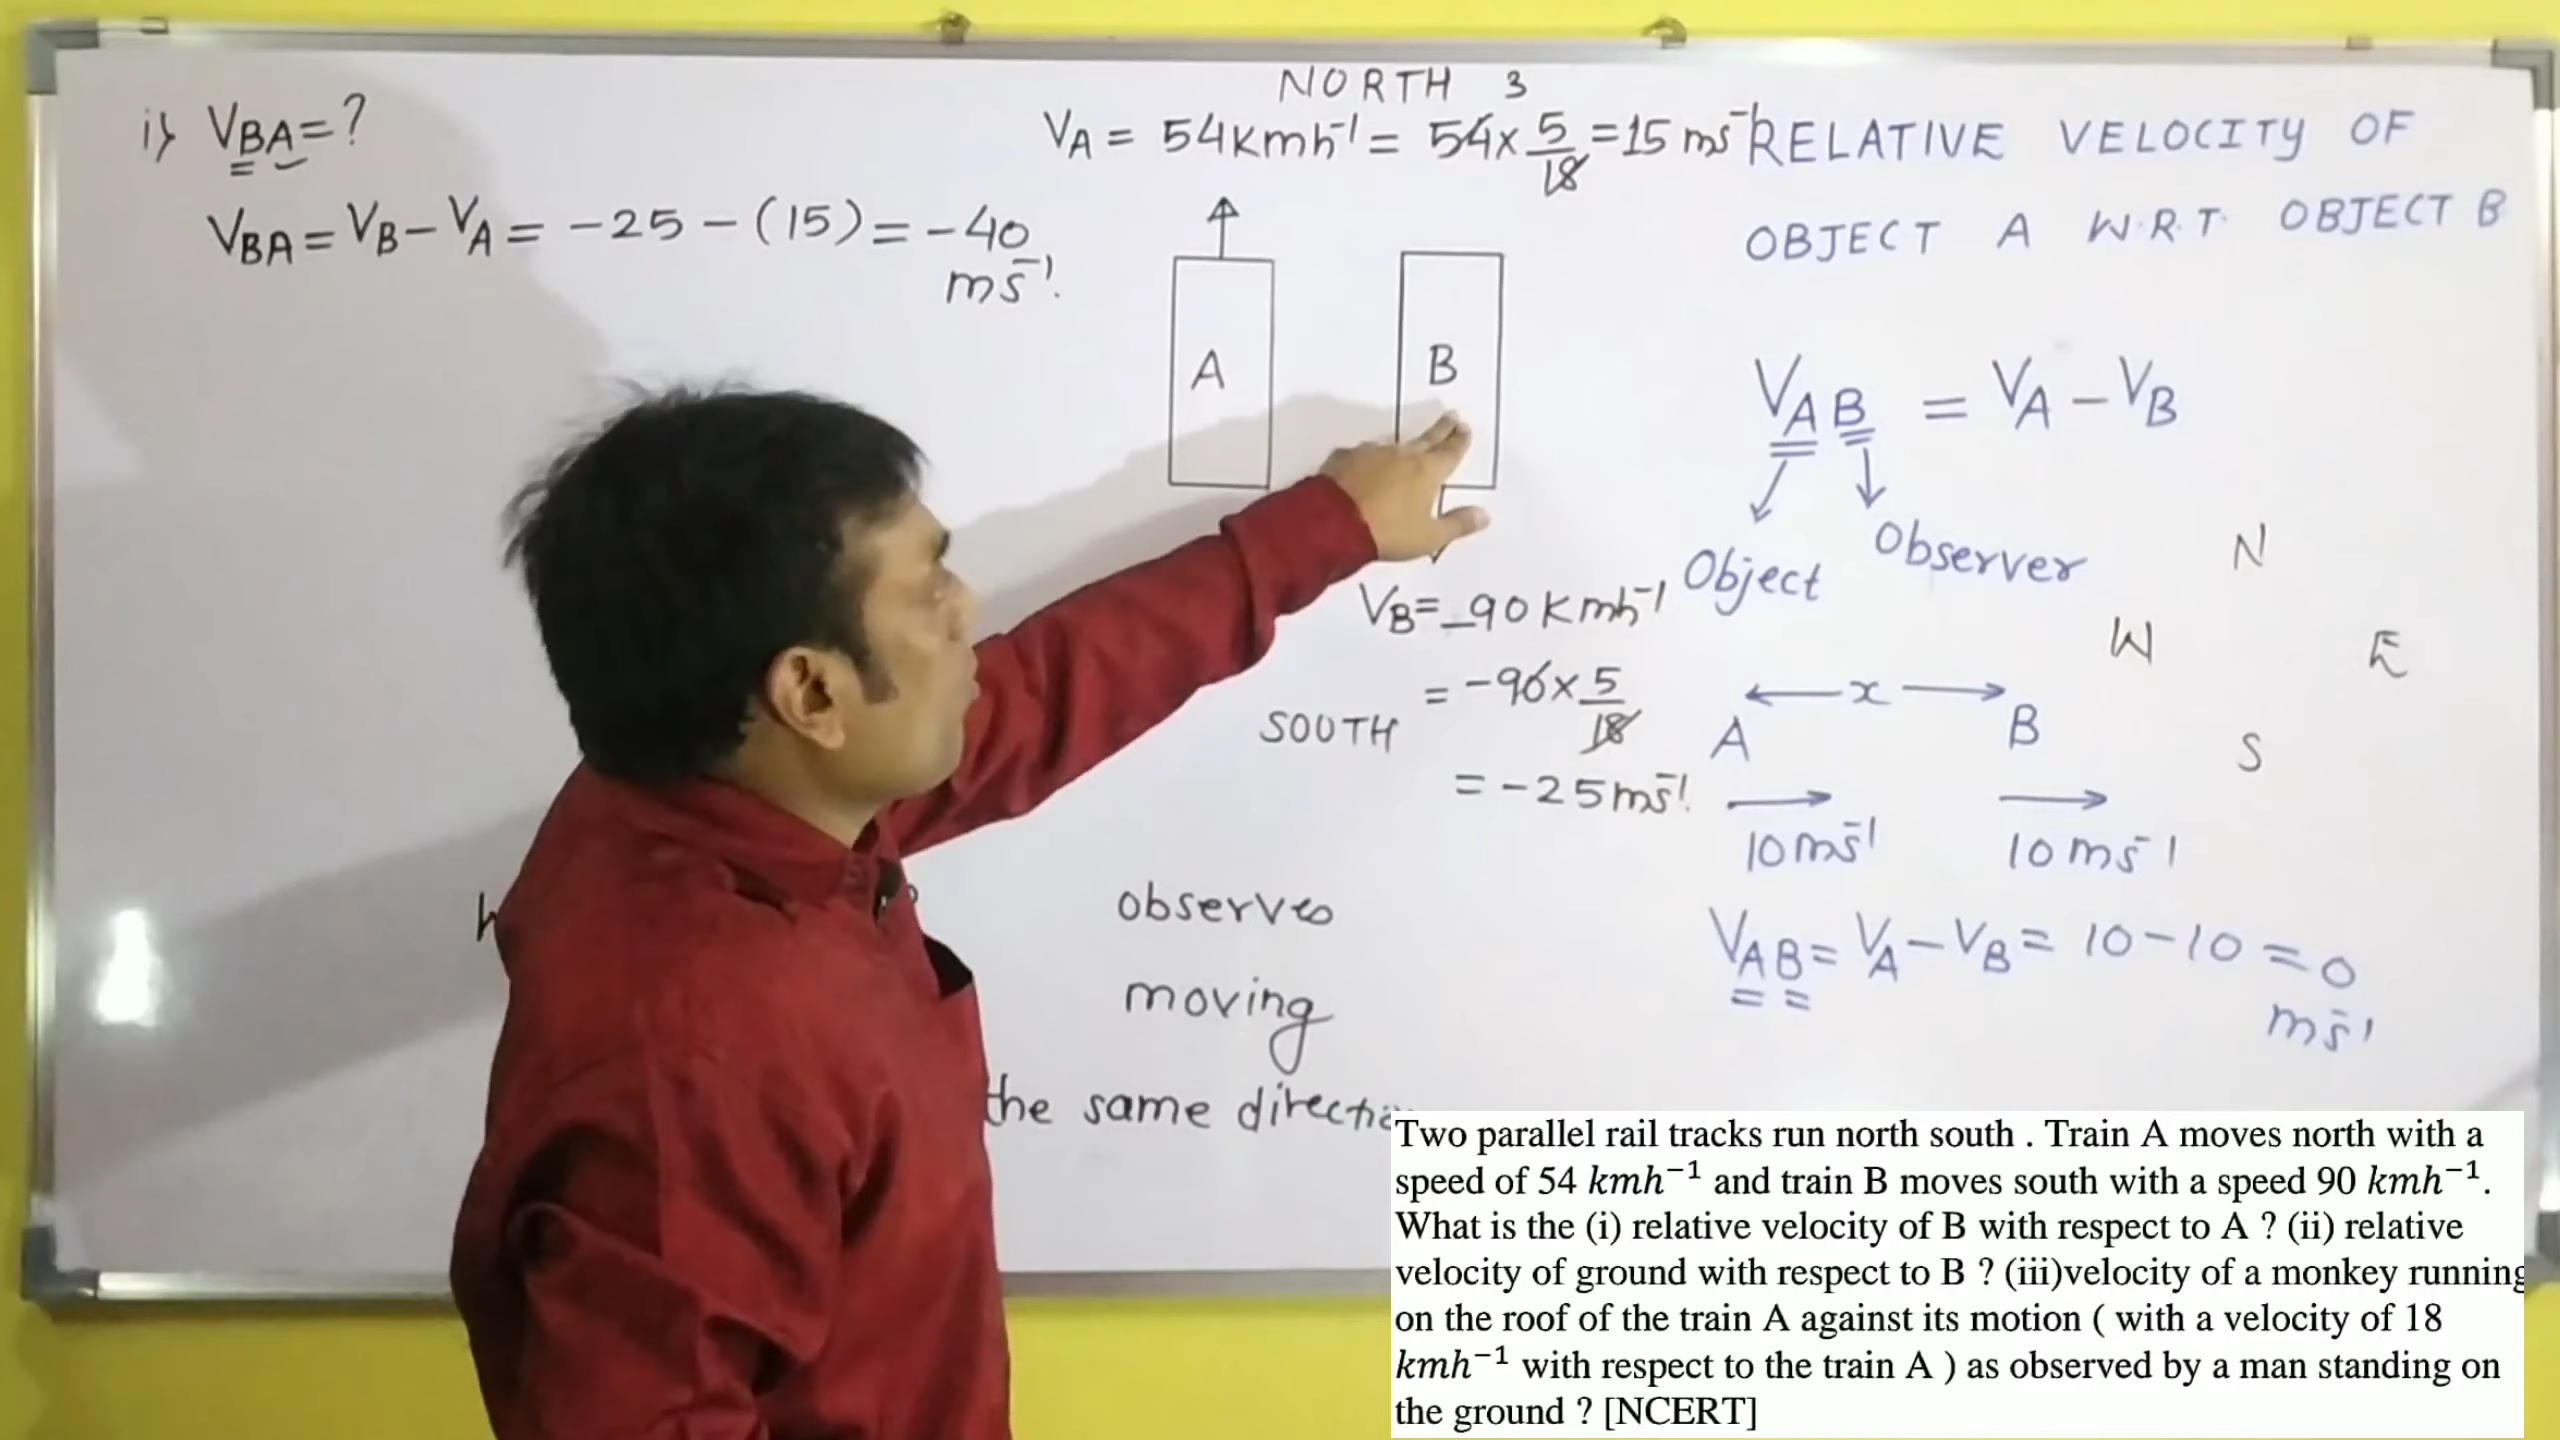 i) VBA = ?
VBA = VB - VA = -25 - (15) = -40
ms⁻¹.
NORTH 3
VA = 54 kmh⁻¹ = 54 × 5/18 = 15 ms⁻¹
A
B
VB = -90 kmh⁻¹
= -90 × 5/18
SOUTH
= -25 ms⁻¹.
observes
moving
the same
RELATIVE VELOCITY OF
OBJECT A W.R.T. OBJECT B
VAB = VA - VB
Object
Observer
N
W E
S
x
A B
10 ms⁻¹ 10 ms⁻¹
VAB = VA - VB = 10 - 10 = 0
ms⁻¹
Two parallel rail tracks run north south . Train A moves north with a
speed of 54 kmh⁻¹ and train B moves south with a speed 90 kmh⁻¹.
What is the (i) relative velocity of B with respect to A ? (ii) relative
velocity of ground with respect to B ? (iii)velocity of a monkey running
on the roof of the train A against its motion ( with a velocity of 18
kmh⁻¹ with respect to the train A ) as observed by a man standing on
the ground ? [NCERT]